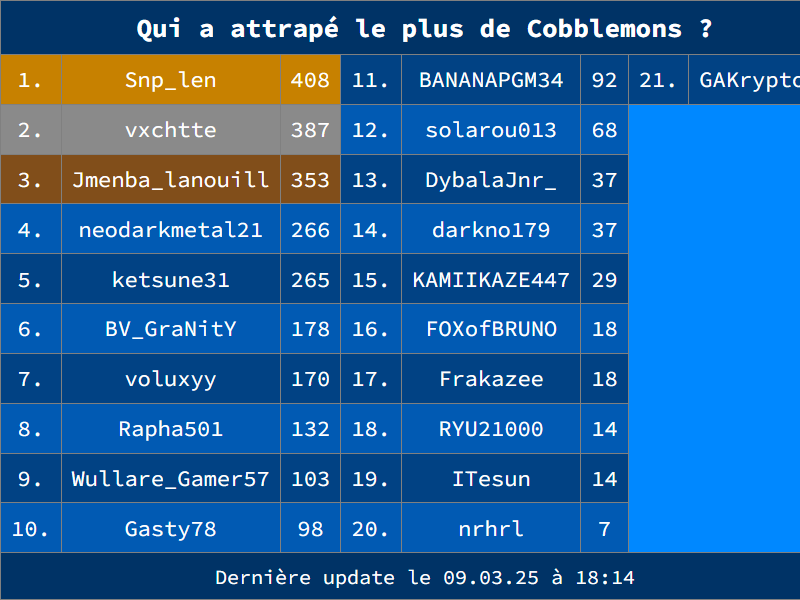 Qui a attrapé le plus de Cobblemons ?
1. Snp_len 408
2. vxchtte 387
3. Jmenba_lanouill 353
4. neodarkmetal21 266
5. ketsune31 265
6. BV_GraNitY 178
7. voluxyy 170
8. Rapha501 132
9. Wullare_Gamer57 103
10. Gasty78 98
11. BANANAPGM34 92
12. solarou013 68
13. DybalaJnr_ 37
14. darkno179 37
15. KAMIIKAZE447 29
16. FOXofBRUNO 18
17. Frakazee 18
18. RYU21000 14
19. ITesun 14
20. nrhrl 7
21. GAKrypto
Dernière update le 09.03.25 à 18:14